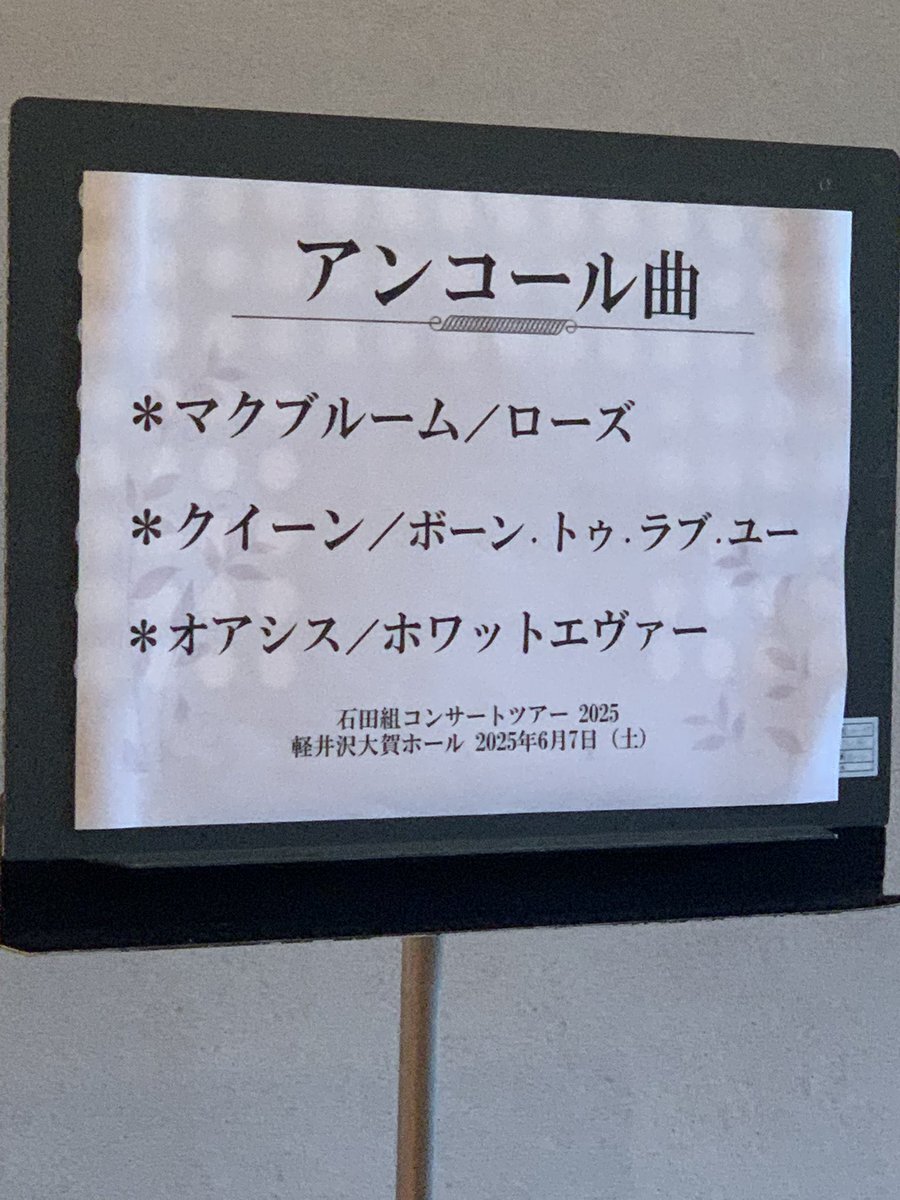 アンコール曲
＊マクブルーム／ローズ
＊クイーン／ボーン．トゥ．ラブ．ユー
＊オアシス／ホワットエヴァー
石田組コンサートツアー 2025
軽井沢大賀ホール 2025年6月7日（土）